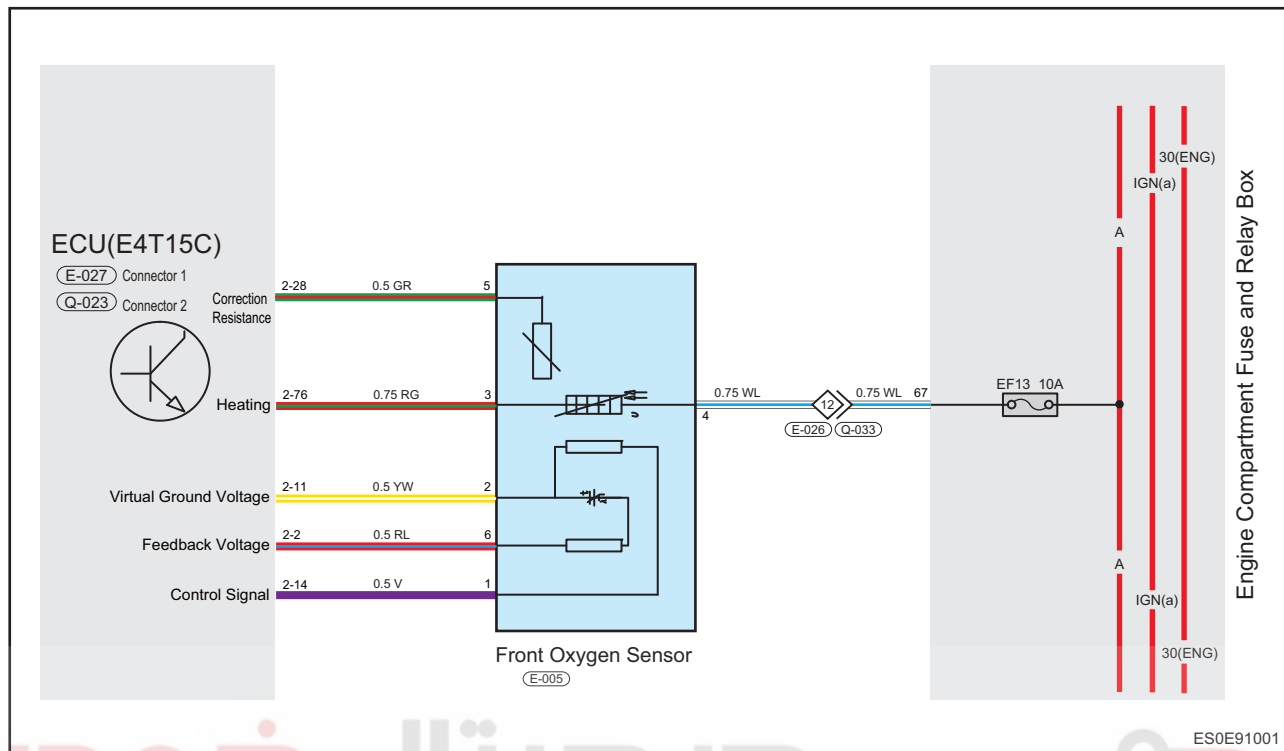 30(ENG)
IGN(a)
A
ECU(E4T15C)
E-027 Connector 1
Q-023 Connector 2
Correction
Resistance
2-28 0.5 GR 5
Heating
2-76 0.75 RG 3
0.75 WL
4
12
E-026 Q-033
0.75 WL 67
EF13 10A
Virtual Ground Voltage
2-11 0.5 YW 2
Feedback Voltage
2-2 0.5 RL 6
Control Signal
2-14 0.5 V 1
Front Oxygen Sensor
E-005
A
IGN(a)
30(ENG)
Engine Compartment Fuse and Relay Box
ES0E91001